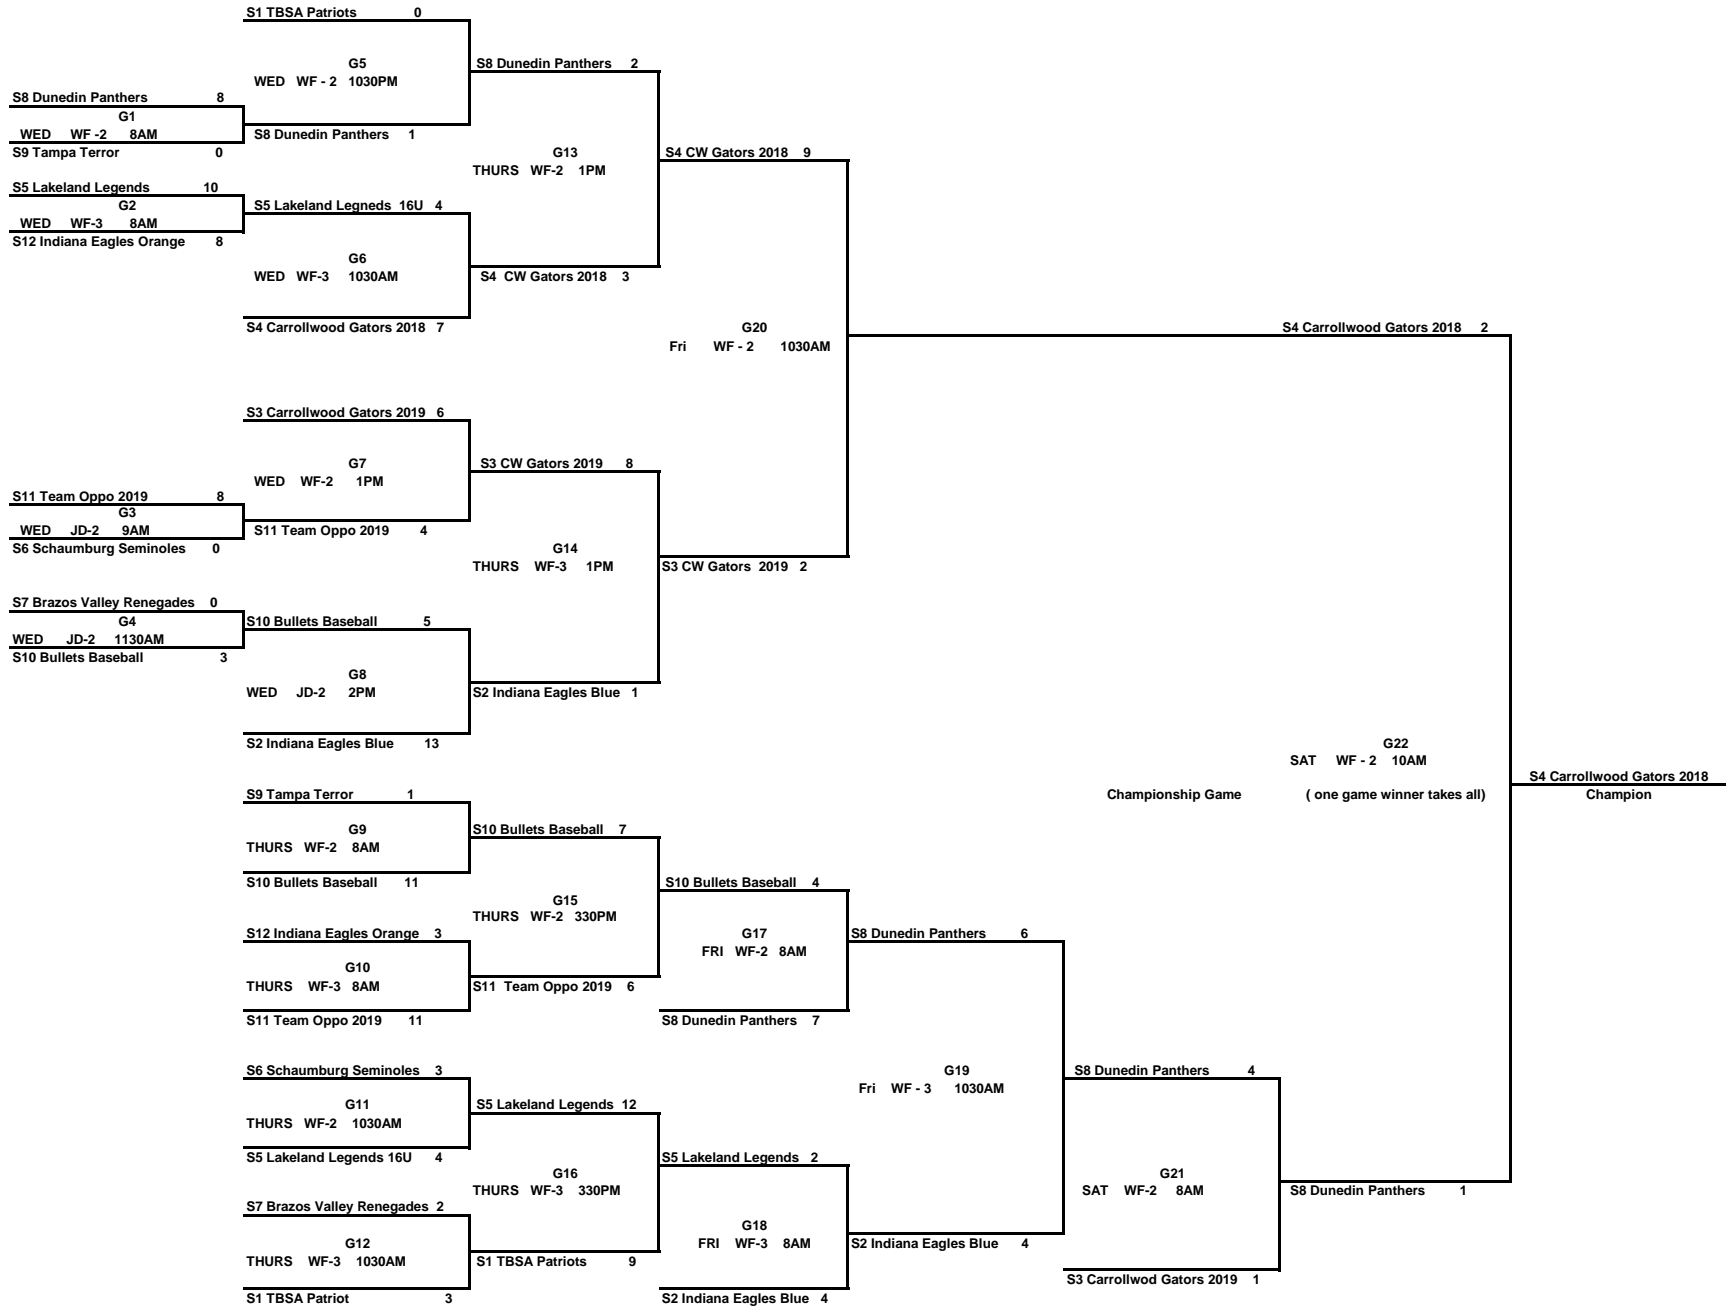 S1 TBSA Patriots 0
G5
WED WF - 2 1030PM
S8 Dunedin Panthers 2
S8 Dunedin Panthers 8
G1
WED WF -2 8AM
S8 Dunedin Panthers 1
S9 Tampa Terror 0
G13
THURS WF-2 1PM
S4 CW Gators 2018 9
S5 Lakeland Legends 10
G2
WED WF-3 8AM
S5 Lakeland Legneds 16U 4
S12 Indiana Eagles Orange 8
G6
WED WF-3 1030AM
S4 CW Gators 2018 3
S4 Carrollwood Gators 2018 7
G20
Fri WF - 2 1030AM
S4 Carrollwood Gators 2018 2
S3 Carrollwood Gators 2019 6
G7
WED WF-2 1PM
S3 CW Gators 2019 8
S11 Team Oppo 2019 8
G3
WED JD-2 9AM
S11 Team Oppo 2019 4
S6 Schaumburg Seminoles 0
G14
THURS WF-3 1PM
S3 CW Gators 2019 2
S7 Brazos Valley Renegades 0
G4
WED JD-2 1130AM
S10 Bullets Baseball 5
S10 Bullets Baseball 3
G8
WED JD-2 2PM
S2 Indiana Eagles Blue 1
S2 Indiana Eagles Blue 13
G22
SAT WF - 2 10AM
S4 Carrollwood Gators 2018
Championship Game ( one game winner takes all)
Champion
S9 Tampa Terror 1
G9
THURS WF-2 8AM
S10 Bullets Baseball 7
S10 Bullets Baseball 11
G15
THURS WF-2 330PM
S10 Bullets Baseball 4
S12 Indiana Eagles Orange 3
G10
THURS WF-3 8AM
S11 Team Oppo 2019 6
S11 Team Oppo 2019 11
G17
FRI WF-2 8AM
S8 Dunedin Panthers 6
S8 Dunedin Panthers 7
S6 Schaumburg Seminoles 3
G11
THURS WF-2 1030AM
S5 Lakeland Legends 12
S5 Lakeland Legends 16U 4
G19
Fri WF - 3 1030AM
S8 Dunedin Panthers 4
G16
THURS WF-3 330PM
S5 Lakeland Legends 2
S7 Brazos Valley Renegades 2
G12
THURS WF-3 1030AM
S1 TBSA Patriots 9
S1 TBSA Patriot 3
G18
FRI WF-3 8AM
S2 Indiana Eagles Blue 4
S2 Indiana Eagles Blue 4
G21
SAT WF-2 8AM
S8 Dunedin Panthers 1
S3 Carrollwod Gators 2019 1